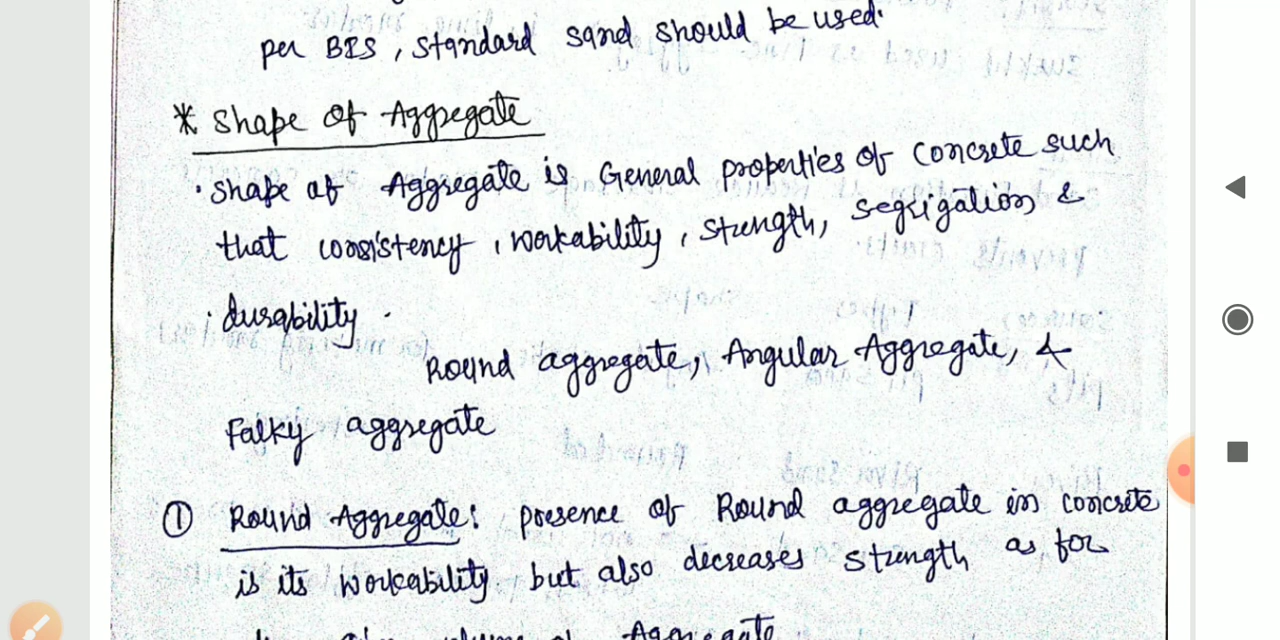 per BIS, standard sand should be used.
* Shape of Aggregate
· shape of Aggregate is General properties of concrete such
that consistency, workability, strength, segrigation &
· durability.
Round aggregate, Angular Aggregate, &
Falky aggregate
① Round Aggregate: presence of Round aggregate in concrete
is its workability, but also decreases strength as for
Aggregate